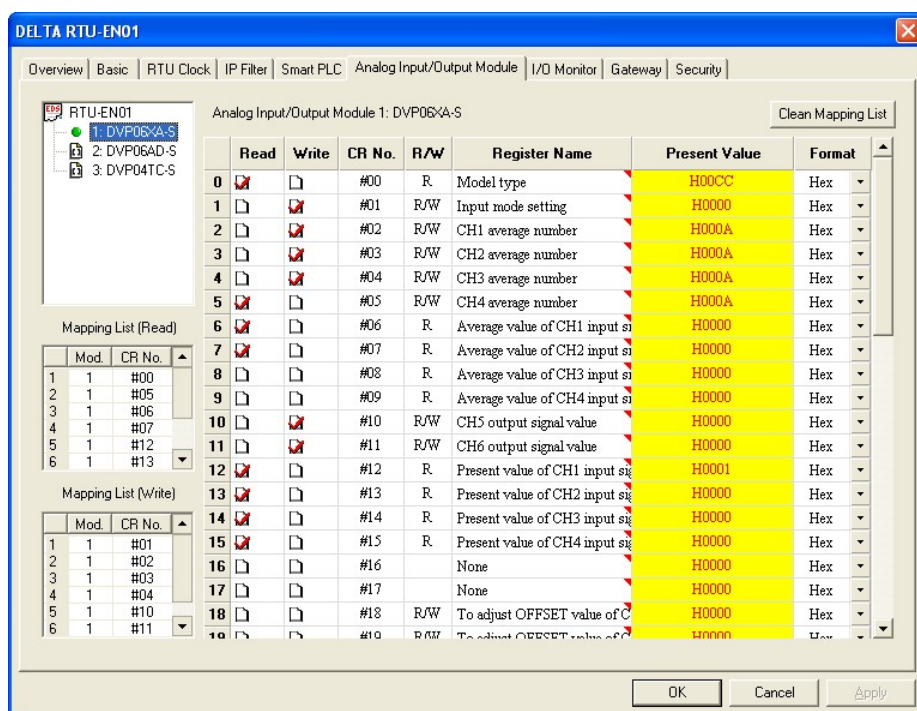 DELTA RTU-EN01
Overview Basic RTU Clock IP Filter Smart PLC Analog Input/Output Module I/O Monitor Gateway Security
EDS RTU-EN01
1: DVP06XA-S
2: DVP06AD-S
3: DVP04TC-S
Analog Input/Output Module 1: DVP06XA-S
Clean Mapping List
Read Write CR No. R/W Register Name Present Value Format
0 #00 R Model type H00CC Hex
1 #01 R/W Input mode setting H0000 Hex
2 #02 R/W CH1 average number H000A Hex
3 #03 R/W CH2 average number H000A Hex
4 #04 R/W CH3 average number H000A Hex
5 #05 R/W CH4 average number H000A Hex
6 #06 R Average value of CH1 input si H0000 Hex
7 #07 R Average value of CH2 input si H0000 Hex
8 #08 R Average value of CH3 input si H0000 Hex
9 #09 R Average value of CH4 input si H0000 Hex
10 #10 R/W CH5 output signal value H0000 Hex
11 #11 R/W CH6 output signal value H0000 Hex
12 #12 R Present value of CH1 input sig H0001 Hex
13 #13 R Present value of CH2 input sig H0000 Hex
14 #14 R Present value of CH3 input sig H0000 Hex
15 #15 R Present value of CH4 input sig H0000 Hex
16 #16 None H0000 Hex
17 #17 None H0000 Hex
18 #18 R/W To adjust OFFSET value of C H0000 Hex
19 #19 R/W To adjust OFFSET value of C H0000 Hex
Mapping List (Read)
Mod. CR No.
1 1 #00
2 1 #05
3 1 #06
4 1 #07
5 1 #12
6 1 #13
Mapping List (Write)
Mod. CR No.
1 1 #01
2 1 #02
3 1 #03
4 1 #04
5 1 #10
6 1 #11
OK Cancel Apply